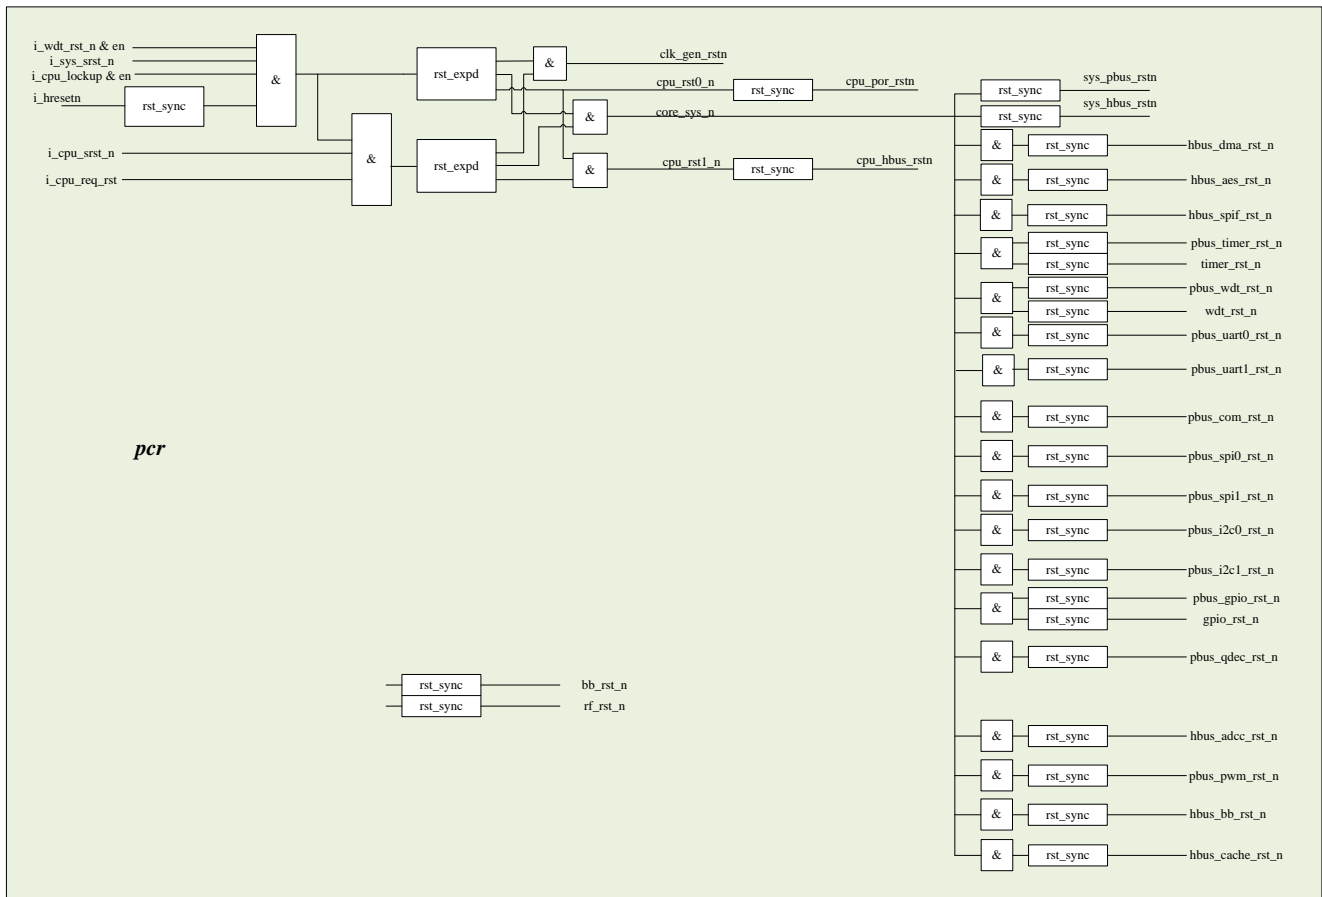 i_wdt_rst_n & en
i_sys_srst_n
i_cpu_lockup & en
i_hresetn
rst_sync
&
i_cpu_srst_n
i_cpu_req_rst
&
rst_expd
rst_expd
&
clk_gen_rstn
cpu_rst0_n
rst_sync
cpu_por_rstn
&
core_sys_n
&
cpu_rst1_n
rst_sync
cpu_hbus_rstn
rst_sync
sys_pbus_rstn
rst_sync
sys_hbus_rstn
& rst_sync hbus_dma_rst_n
& rst_sync hbus_aes_rst_n
& rst_sync hbus_spif_rst_n
& rst_sync pbus_timer_rst_n
rst_sync timer_rst_n
& rst_sync pbus_wdt_rst_n
rst_sync wdt_rst_n
& rst_sync pbus_uart0_rst_n
& rst_sync pbus_uart1_rst_n
& rst_sync pbus_com_rst_n
pcr
& rst_sync pbus_spi0_rst_n
& rst_sync pbus_spi1_rst_n
& rst_sync pbus_i2c0_rst_n
& rst_sync pbus_i2c1_rst_n
& rst_sync pbus_gpio_rst_n
rst_sync gpio_rst_n
& rst_sync pbus_qdec_rst_n
rst_sync bb_rst_n
rst_sync rf_rst_n
& rst_sync hbus_adcc_rst_n
& rst_sync pbus_pwm_rst_n
& rst_sync hbus_bb_rst_n
& rst_sync hbus_cache_rst_n